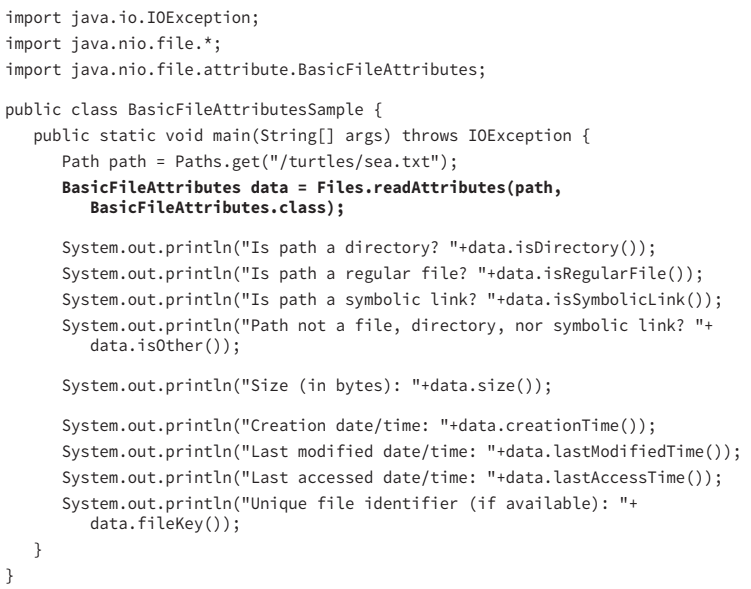 import java.io.IOException;
import java.nio.file.*;
import java.nio.file.attribute.BasicFileAttributes;
public class BasicFileAttributesSample {
public static void main(String[] args) throws IOException {
Path path = Paths.get("/turtles/sea.txt");
BasicFileAttributes data = Files.readAttributes(path,
BasicFileAttributes.class);
System.out.println("Is path a directory? "+data.isDirectory());
System.out.println("Is path a regular file? "+data.isRegularFile());
System.out.println("Is path a symbolic link? "+data.isSymbolicLink());
System.out.println("Path not a file, directory, nor symbolic link? "+
data.isOther());
System.out.println("Size (in bytes): "+data.size());
System.out.println("Creation date/time: "+data.creationTime());
System.out.println("Last modified date/time: "+data.lastModifiedTime());
System.out.println("Last accessed date/time: "+data.lastAccessTime());
System.out.println("Unique file identifier (if available): "+
data.fileKey());
}
}